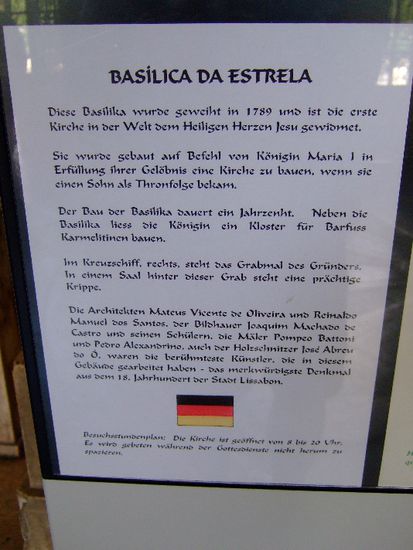 BASÍLICA DA ESTRELA
Diese Basilika wurde geweiht in 1789 und ist die erste
Kirche in der Welt dem Heiligen Herzen Jesu gewidmet.
Sie wurde gebaut auf Befehl von Königin Maria I in
Erfüllung ihrer Gelöbnis eine Kirche zu bauen, wenn sie
einen Sohn als Thronfolge bekam.
Der Bau der Basilika dauert ein Jahrzenht. Neben die
Basilika liess die Königin ein Kloster für Barfuss
Karmelitinen bauen.
Im Kreuzschiff, rechts, steht das Grabmal des Gründers.
In einem Saal hinter dieser Grab steht eine prächtige
Krippe.
Die Architekten Mateus Vicente de Oliveira und Reinaldo
Manuel dos Santos, der Bildhauer Joaquim Machado de
Castro und seinen Schülern, die Mäler Pompeo Battoni
und Pedro Alexandrino, auch der Holzschnitzer José Abreu
do Ó, waren die berühmteste Künstler, die in diesem
Gebäude gearbeitet haben - das merkwürdigste Denkmal
aus dem 18. Jahrhundert der Stadt Lissabon.
Besuchsstundenplan: Die Kirche ist geöffnet von 8 bis 20 Uhr.
Es wird gebeten während der Gottesdienste nicht herum zu
spazieren.